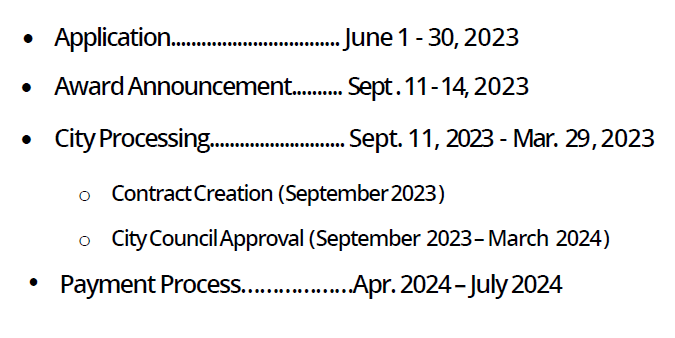 • Application.................................. June 1 - 30, 2023
• Award Announcement.......... Sept. 11-14, 2023
• City Processing........................... Sept. 11, 2023 - Mar. 29, 2023
○ Contract Creation (September 2023)
○ City Council Approval (September 2023 – March 2024)
• Payment Process………………Apr. 2024 – July 2024